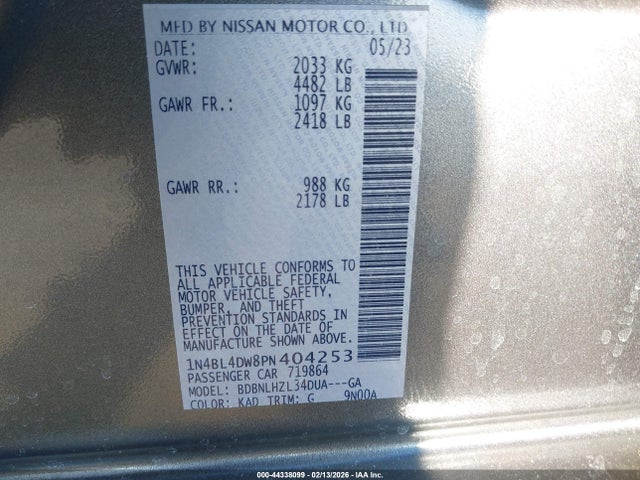 MFD BY NISSAN MOTOR CO., LTD
DATE: 05/23
GVWR: 2033 KG
4482 LB
GAWR FR.: 1097 KG
2418 LB
GAWR RR.: 988 KG
2178 LB
THIS VEHICLE CONFORMS TO
ALL APPLICABLE FEDERAL
MOTOR VEHICLE SAFETY,
BUMPER, AND THEFT
PREVENTION STANDARDS IN
EFFECT ON THE DATE OF
MANUFACTURE SHOWN ABOVE.
1N4BL4DW8PN404253
PASSENGER CAR 719864
MODEL: BDBNLHZL34DUA---GA
COLOR: KAD TRIM: G 9N00A
000-44338099 - 02/13/2026 - IAA Inc.